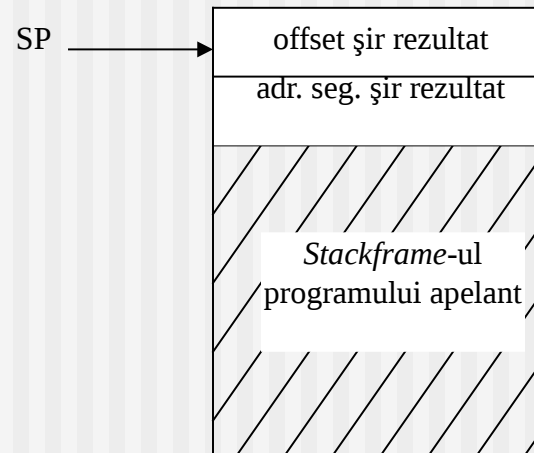 SP
offset şir rezultat
adr. seg. şir rezultat
Stackframe-ul
programului apelant